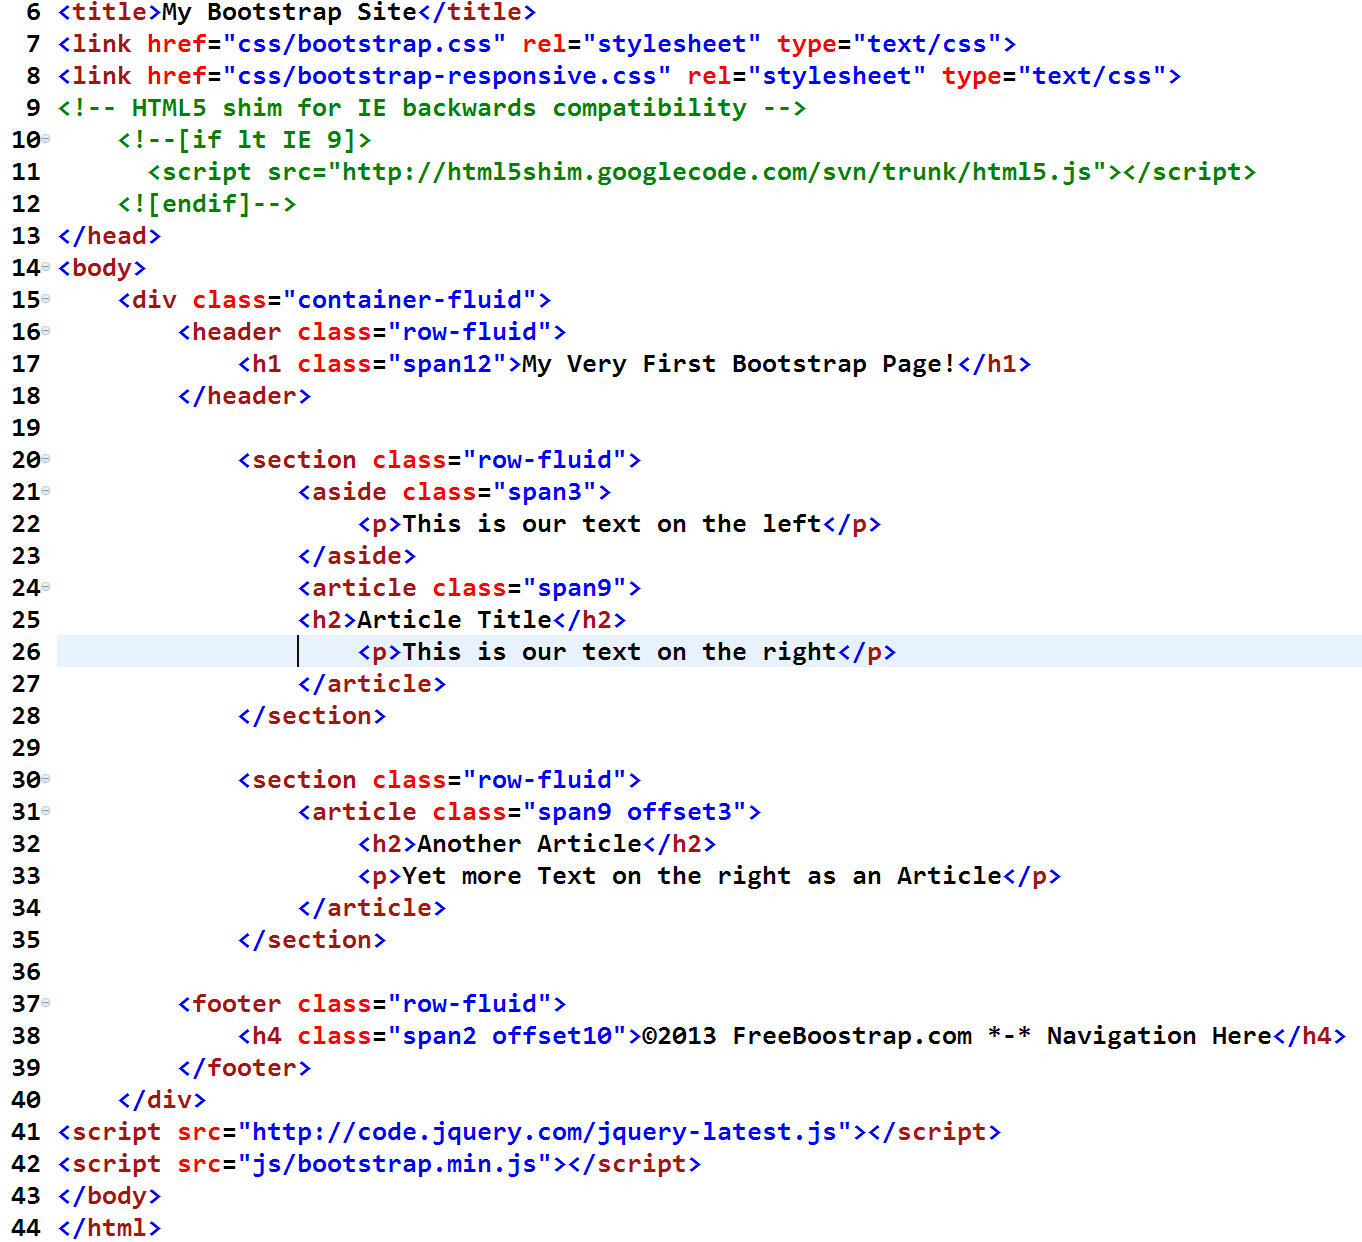 6 <title>My Bootstrap Site</title>
7 <link href="css/bootstrap.css" rel="stylesheet" type="text/css">
8 <link href="css/bootstrap-responsive.css" rel="stylesheet" type="text/css">
9 <!-- HTML5 shim for IE backwards compatibility -->
10     <!--[if lt IE 9]>
11       <script src="http://html5shim.googlecode.com/svn/trunk/html5.js"></script>
12     <![endif]-->
13 </head>
14 <body>
15     <div class="container-fluid">
16         <header class="row-fluid">
17             <h1 class="span12">My Very First Bootstrap Page!</h1>
18         </header>
19
20             <section class="row-fluid">
21                 <aside class="span3">
22                     <p>This is our text on the left</p>
23                 </aside>
24                 <article class="span9">
25                 <h2>Article Title</h2>
26                     <p>This is our text on the right</p>
27                 </article>
28             </section>
29
30             <section class="row-fluid">
31                 <article class="span9 offset3">
32                     <h2>Another Article</h2>
33                     <p>Yet more Text on the right as an Article</p>
34                 </article>
35             </section>
36
37         <footer class="row-fluid">
38             <h4 class="span2 offset10">©2013 FreeBoostrap.com *-* Navigation Here</h4>
39         </footer>
40     </div>
41 <script src="http://code.jquery.com/jquery-latest.js"></script>
42 <script src="js/bootstrap.min.js"></script>
43 </body>
44 </html>